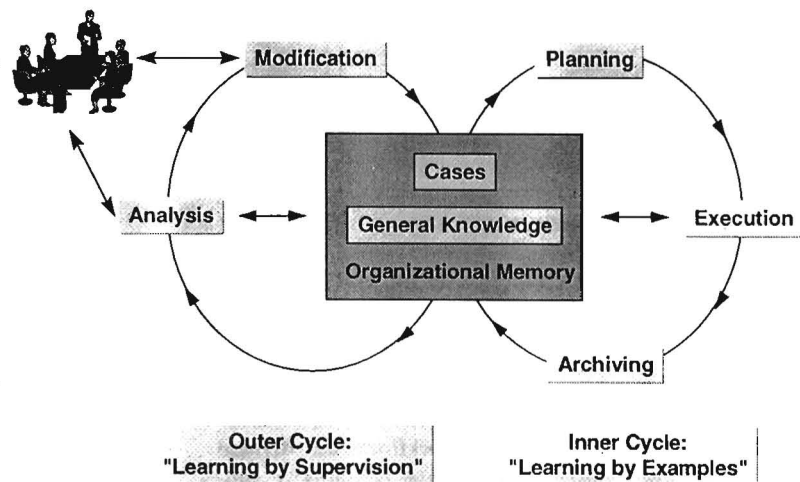 Modification
Planning
Cases
Analysis
General Knowledge
Execution
Organizational Memory
Archiving
Outer Cycle:
"Learning by Supervision"
Inner Cycle:
"Learning by Examples"